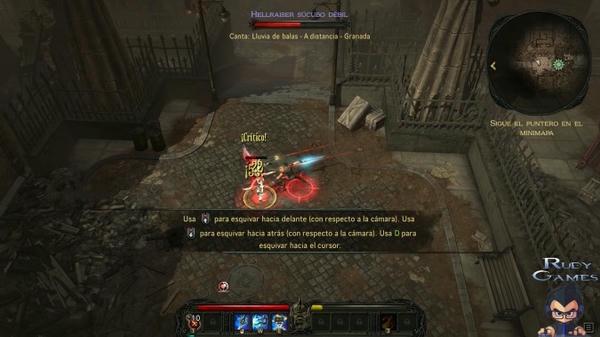 HELLRAISER SÚCUBO DÉBIL
Canta: Lluvia de balas - A distancia - Granada
SIGUE EL PUNTERO EN EL
MINIMAPA
¡Crítico!
Usa para esquivar hacia delante (con respecto a la cámara). Usa
para esquivar hacia atrás (con respecto a la cámara). Usa D para
esquivar hacia el cursor.
RUBY
GAMES
10